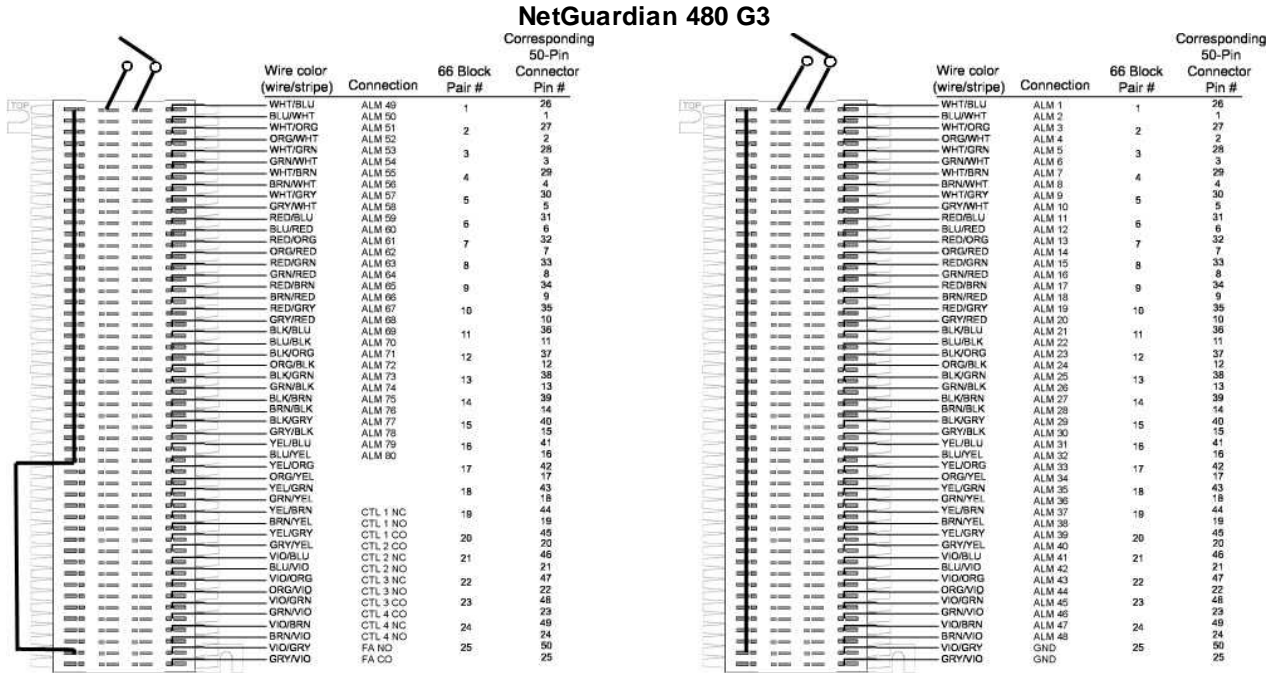 NetGuardian 480 G3
Corresponding
50-Pin
Wire color 66 Block Connector
(wire/stripe) Connection Pair # Pin #
TOP
WHT/BLU ALM 49 1 26
BLU/WHT ALM 50 1
WHT/ORG ALM 51 2 27
ORG/WHT ALM 52 2
WHT/GRN ALM 53 3 28
GRN/WHT ALM 54 3
WHT/BRN ALM 55 4 29
BRN/WHT ALM 56 4
WHT/GRY ALM 57 5 30
GRY/WHT ALM 58 5
RED/BLU ALM 59 6 31
BLU/RED ALM 60 6
RED/ORG ALM 61 7 32
ORG/RED ALM 62 7
RED/GRN ALM 63 8 33
GRN/RED ALM 64 8
RED/BRN ALM 65 9 34
BRN/RED ALM 66 9
RED/GRY ALM 67 10 35
GRY/RED ALM 68 10
BLK/BLU ALM 69 11 36
BLU/BLK ALM 70 11
BLK/ORG ALM 71 12 37
ORG/BLK ALM 72 12
BLK/GRN ALM 73 13 38
GRN/BLK ALM 74 13
BLK/BRN ALM 75 14 39
BRN/BLK ALM 76 14
BLK/GRY ALM 77 15 40
GRY/BLK ALM 78 15
YEL/BLU ALM 79 16 41
BLU/YEL ALM 80 16
YEL/ORG 17 42
ORG/YEL 17
YEL/GRN 18 43
GRN/YEL 18
YEL/BRN CTL 1 NC 19 44
BRN/YEL CTL 1 NO 19
YEL/GRY CTL 1 CO 20 45
GRY/YEL CTL 2 CO 20
VIO/BLU CTL 2 NC 21 46
BLU/VIO CTL 2 NO 21
VIO/ORG CTL 3 NC 22 47
ORG/VIO CTL 3 NO 22
VIO/GRN CTL 3 CO 23 48
GRN/VIO CTL 4 CO 23
VIO/BRN CTL 4 NC 24 49
BRN/VIO CTL 4 NO 24
VIO/GRY FA NO 25 50
GRY/VIO FA CO 25
Corresponding
50-Pin
Wire color 66 Block Connector
(wire/stripe) Connection Pair # Pin #
TOP
WHT/BLU ALM 1 1 26
BLU/WHT ALM 2 1
WHT/ORG ALM 3 2 27
ORG/WHT ALM 4 2
WHT/GRN ALM 5 3 28
GRN/WHT ALM 6 3
WHT/BRN ALM 7 4 29
BRN/WHT ALM 8 4
WHT/GRY ALM 9 5 30
GRY/WHT ALM 10 5
RED/BLU ALM 11 6 31
BLU/RED ALM 12 6
RED/ORG ALM 13 7 32
ORG/RED ALM 14 7
RED/GRN ALM 15 8 33
GRN/RED ALM 16 8
RED/BRN ALM 17 9 34
BRN/RED ALM 18 9
RED/GRY ALM 19 10 35
GRY/RED ALM 20 10
BLK/BLU ALM 21 11 36
BLU/BLK ALM 22 11
BLK/ORG ALM 23 12 37
ORG/BLK ALM 24 12
BLK/GRN ALM 25 13 38
GRN/BLK ALM 26 13
BLK/BRN ALM 27 14 39
BRN/BLK ALM 28 14
BLK/GRY ALM 29 15 40
GRY/BLK ALM 30 15
YEL/BLU ALM 31 16 41
BLU/YEL ALM 32 16
YEL/ORG ALM 33 17 42
ORG/YEL ALM 34 17
YEL/GRN ALM 35 18 43
GRN/YEL ALM 36 18
YEL/BRN ALM 37 19 44
BRN/YEL ALM 38 19
YEL/GRY ALM 39 20 45
GRY/YEL ALM 40 20
VIO/BLU ALM 41 21 46
BLU/VIO ALM 42 21
VIO/ORG ALM 43 22 47
ORG/VIO ALM 44 22
VIO/GRN ALM 45 23 48
GRN/VIO ALM 46 23
VIO/BRN ALM 47 24 49
BRN/VIO ALM 48 24
VIO/GRY GND 25 50
GRY/VIO GND 25